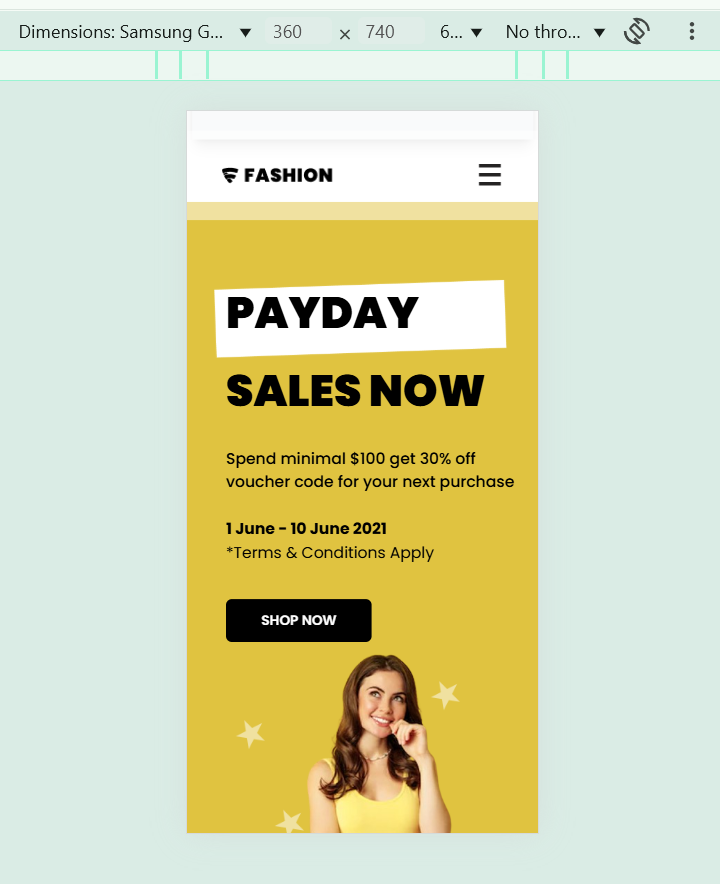 Dimensions: Samsung G... 360 × 740 6... No thro...
FASHION
PAYDAY
SALES NOW
Spend minimal $100 get 30% off
voucher code for your next purchase
1 June - 10 June 2021
*Terms & Conditions Apply
SHOP NOW